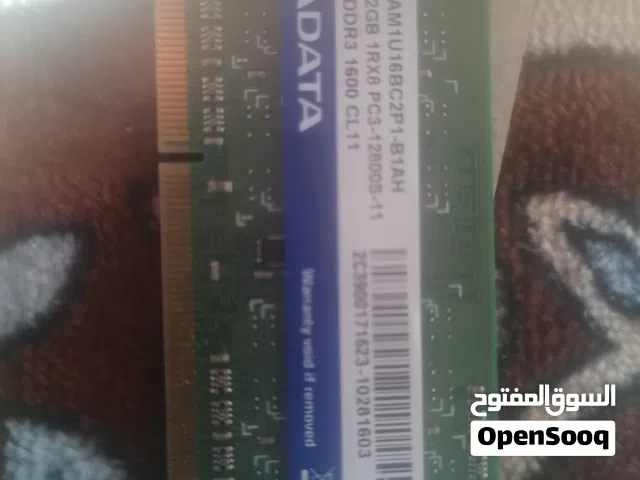 AM1U16BC2P1-B1AH
2GB 1RX8 PC3-12800S-11
DDR3 1600 CL11
ADATA
2C3900171623 -10281603
Warranty void if removed
السوق المفتوح
OpenSooq